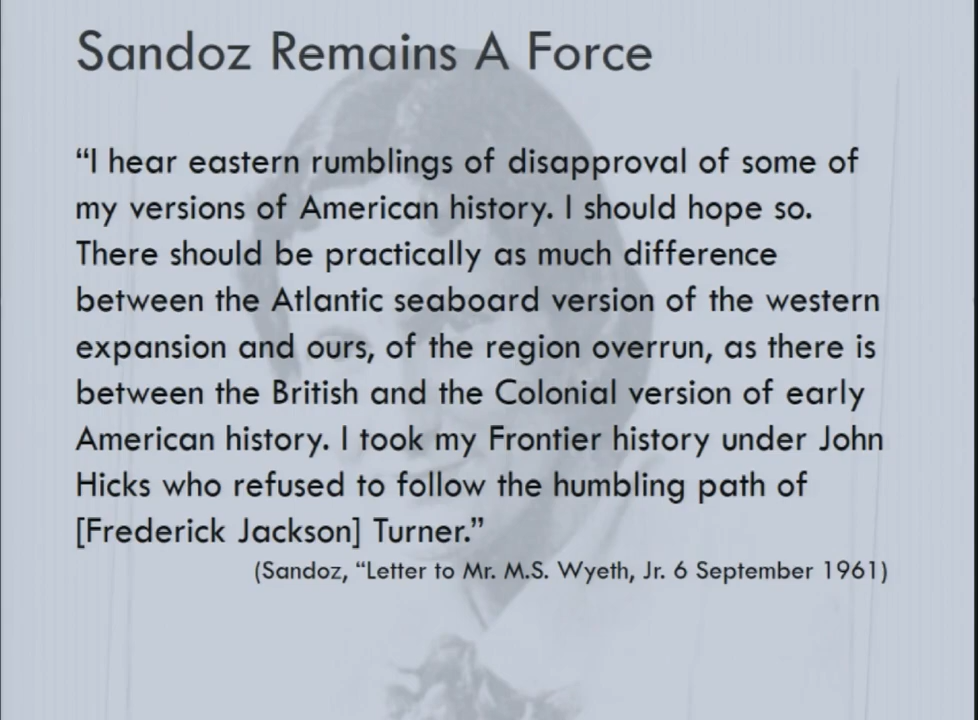 Sandoz Remains A Force
“I hear eastern rumblings of disapproval of some of
my versions of American history. I should hope so.
There should be practically as much difference
between the Atlantic seaboard version of the western
expansion and ours, of the region overrun, as there is
between the British and the Colonial version of early
American history. I took my Frontier history under John
Hicks who refused to follow the humbling path of
[Frederick Jackson] Turner.”
(Sandoz, “Letter to Mr. M.S. Wyeth, Jr. 6 September 1961)